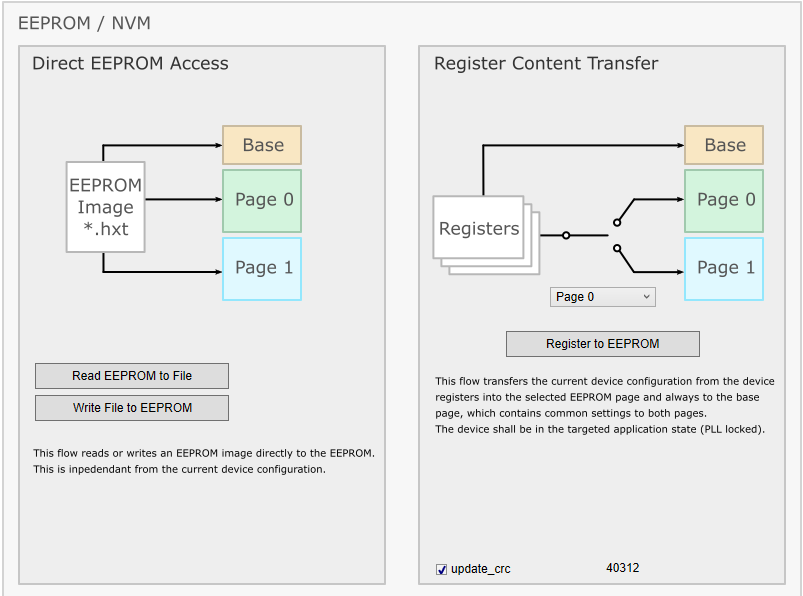 EEPROM / NVM
Direct EEPROM Access
Base
EEPROM
Image
*.hxt
Page 0
Page 1
Read EEPROM to File
Write File to EEPROM
This flow reads or writes an EEPROM image directly to the EEPROM.
This is inpedendant from the current device configuration.
Register Content Transfer
Base
Registers
Page 0
Page 1
Page 0
Register to EEPROM
This flow transfers the current device configuration from the device
registers into the selected EEPROM page and always to the base
page, which contains common settings to both pages.
The device shall be in the targeted application state (PLL locked).
update_crc
40312